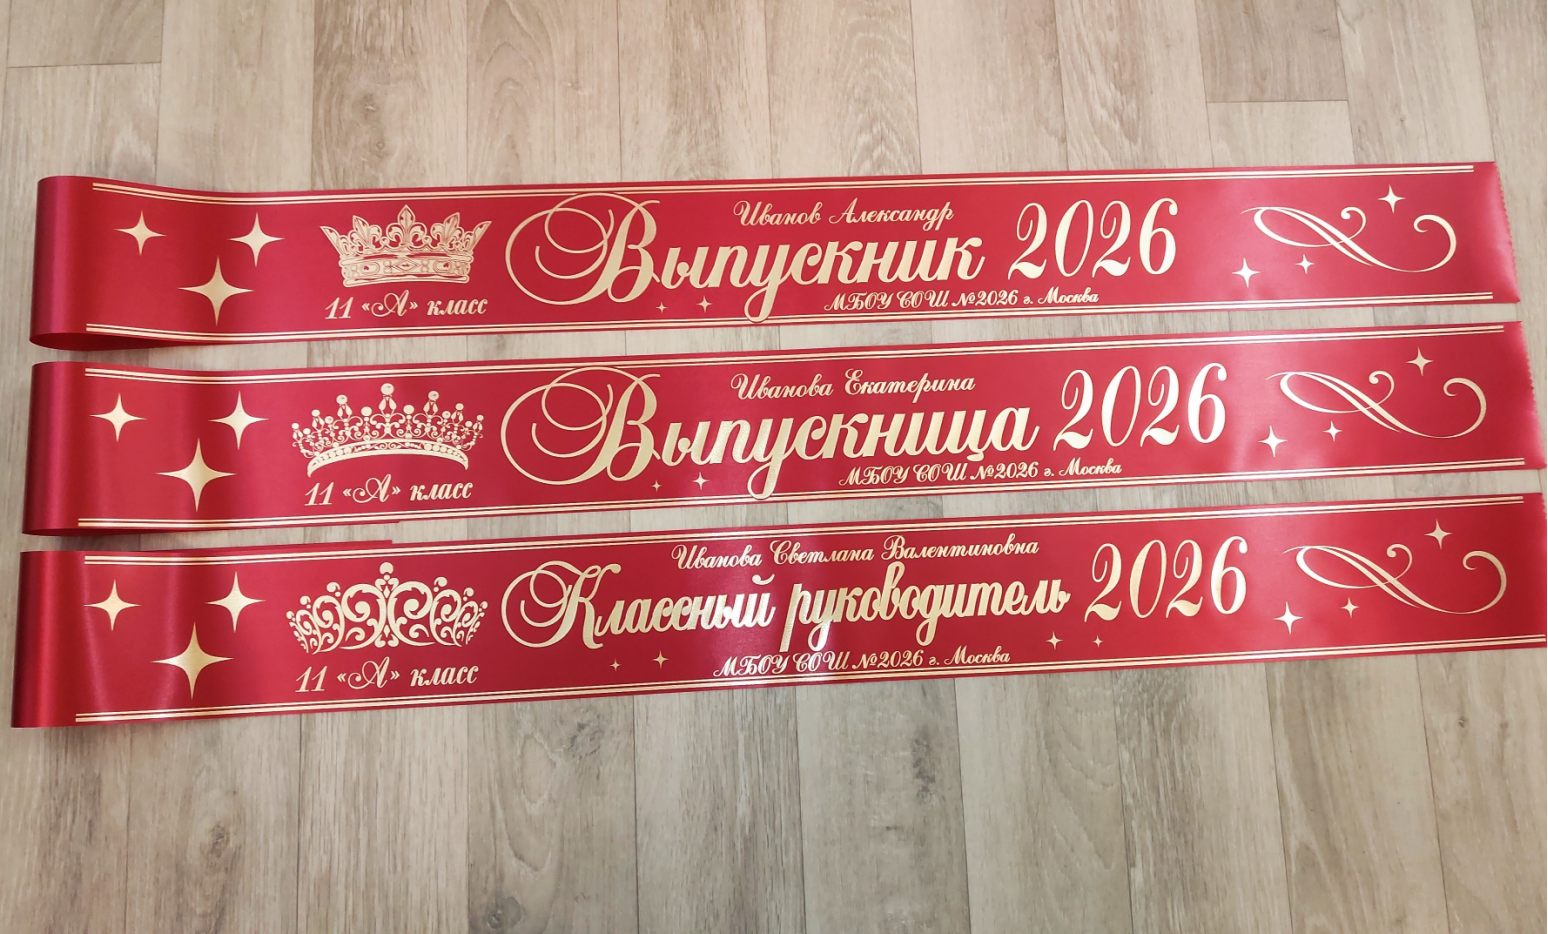 Иванов Александр
Выпускник 2026
11 «А» класс
МБОУ СОШ №2026 г. Москва
Иванова Екатерина
Выпускница 2026
11 «А» класс
МБОУ СОШ №2026 г. Москва
Иванова Светлана Валентиновна
Классный руководитель 2026
11 «А» класс
МБОУ СОШ №2026 г. Москва